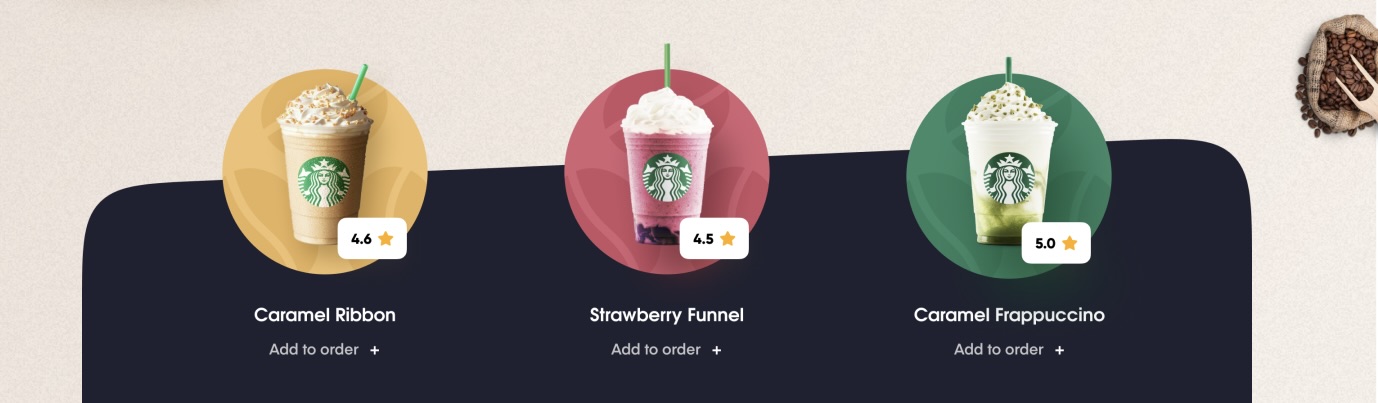 4.6
4.5
5.0
Caramel Ribbon
Strawberry Funnel
Caramel Frappuccino
Add to order +
Add to order +
Add to order +